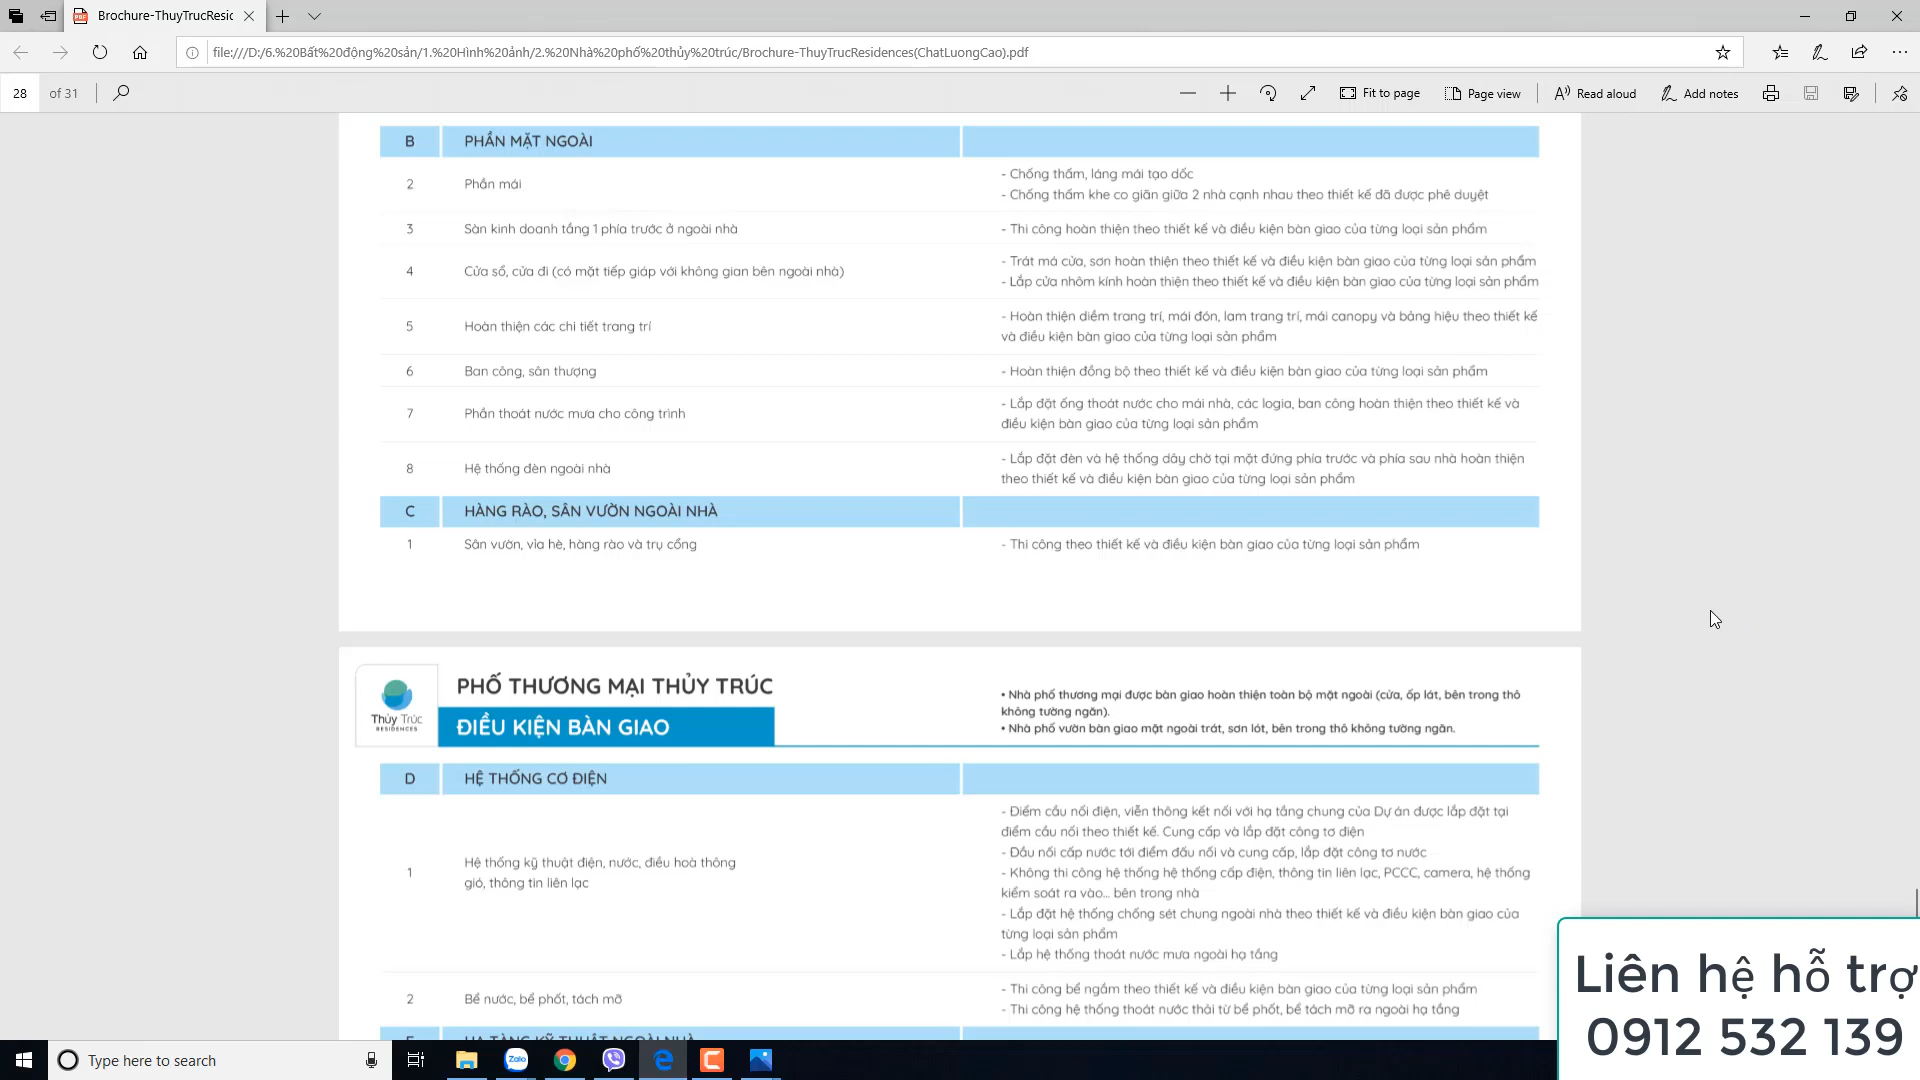 Brochure-ThuyTrucResic
file:///D:/6.%20Bất%20động%20sản/1.%20Hình%20ảnh/2.%20Nhà%20phố%20thủy%20trúc/Brochure-ThuyTrucResidences(ChatLuongCao).pdf
28 of 31
Fit to page
Page view
Read aloud
Add notes
B PHẦN MẶT NGOÀI
2 Phần mái
- Chống thấm, láng mái tạo dốc
- Chống thấm khe co giãn giữa 2 nhà cạnh nhau theo thiết kế đã được phê duyệt
3 Sàn kinh doanh tầng 1 phía trước ở ngoài nhà
- Thi công hoàn thiện theo thiết kế và điều kiện bàn giao của từng loại sản phẩm
4 Cửa sổ, cửa đi (có mặt tiếp giáp với không gian bên ngoài nhà)
- Trát má cửa, sơn hoàn thiện theo thiết kế và điều kiện bàn giao của từng loại sản phẩm
- Lắp cửa nhôm kính hoàn thiện theo thiết kế và điều kiện bàn giao của từng loại sản phẩm
5 Hoàn thiện các chi tiết trang trí
- Hoàn thiện diềm trang trí, mái đón, lam trang trí, mái canopy và bảng hiệu theo thiết kế
và điều kiện bàn giao của từng loại sản phẩm
6 Ban công, sân thượng
- Hoàn thiện đồng bộ theo thiết kế và điều kiện bàn giao của từng loại sản phẩm
7 Phần thoát nước mưa cho công trình
- Lắp đặt ống thoát nước cho mái nhà, các logia, ban công hoàn thiện theo thiết kế và
điều kiện bàn giao của từng loại sản phẩm
8 Hệ thống đèn ngoài nhà
- Lắp đặt đèn và hệ thống dây chờ tại mặt đứng phía trước và phía sau nhà hoàn thiện
theo thiết kế và điều kiện bàn giao của từng loại sản phẩm
C HÀNG RÀO, SÂN VƯỜN NGOÀI NHÀ
1 Sân vườn, vỉa hè, hàng rào và trụ cổng
- Thi công theo thiết kế và điều kiện bàn giao của từng loại sản phẩm
Thủy Trúc
RESIDENCES
PHỐ THƯƠNG MẠI THỦY TRÚC
ĐIỀU KIỆN BÀN GIAO
• Nhà phố thương mại được bàn giao hoàn thiện toàn bộ mặt ngoài (cửa, ốp lát, bên trong thô
không tường ngăn).
• Nhà phố vườn bàn giao mặt ngoài trát, sơn lót, bên trong thô không tường ngăn.
D HỆ THỐNG CƠ ĐIỆN
1 Hệ thống kỹ thuật điện, nước, điều hoà thông
gió, thông tin liên lạc
- Điểm cầu nối điện, viễn thông kết nối với hạ tầng chung của Dự án được lắp đặt tại
điểm cầu nối theo thiết kế. Cung cấp và lắp đặt công tơ điện
- Đầu nối cấp nước tới điểm đấu nối và cung cấp, lắp đặt công tơ nước
- Không thi công hệ thống hệ thống cấp điện, thông tin liên lạc, PCCC, camera, hệ thống
kiểm soát ra vào... bên trong nhà
- Lắp đặt hệ thống chống sét chung ngoài nhà theo thiết kế và điều kiện bàn giao của
từng loại sản phẩm
- Lắp hệ thống thoát nước mưa ngoài hạ tầng
2 Bể nước, bể phốt, tách mỡ
- Thi công bể ngầm theo thiết kế và điều kiện bàn giao của từng loại sản phẩm
- Thi công hệ thống thoát nước thải từ bể phốt, bể tách mỡ ra ngoài hạ tầng
E HẠ TẦNG KỸ THUẬT NGOÀI NHÀ
Liên hệ hỗ trợ
0912 532 139
Type here to search
Zalo